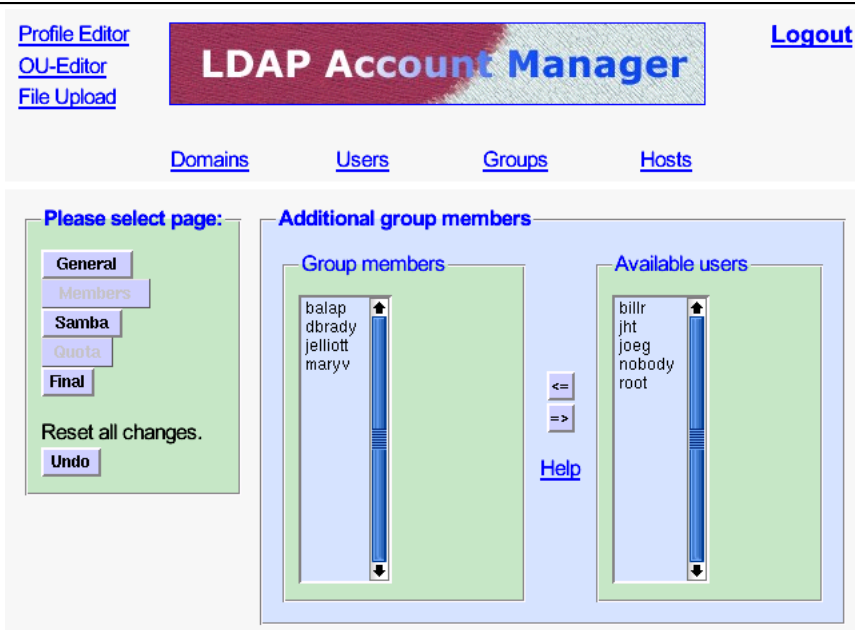 Profile Editor
OU-Editor
File Upload
LDAP Account Manager
Logout
Domains Users Groups Hosts
Please select page:
General
Members
Samba
Quota
Final
Reset all changes.
Undo
Additional group members
Group members
balap
dbrady
jelliott
maryv
<=
=>
Help
Available users
billr
jht
joeg
nobody
root